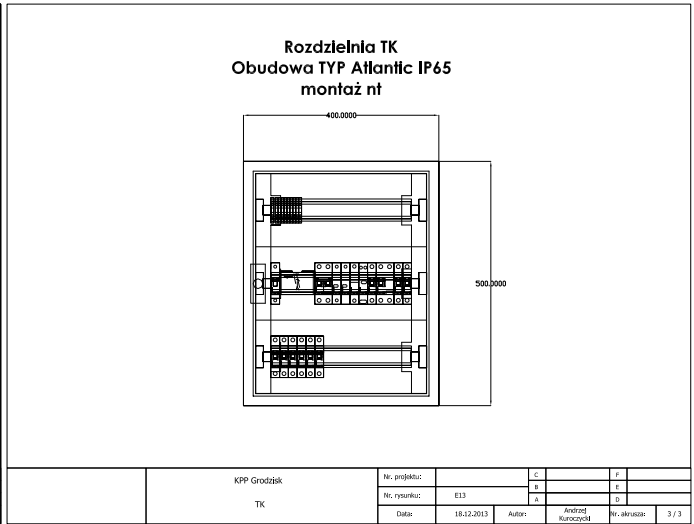 Rozdzielnia TK
Obudowa TYP Atlantic IP65
montaż nt
400.0000
500.0000
KPP Grodzisk
TK
Nr. projektu:
C
F
B
E
Nr. rysunku:
E13
A
D
Data:
18.12.2013
Autor:
Andrzej
Kuroczycki
Nr. akrusza:
3 / 3